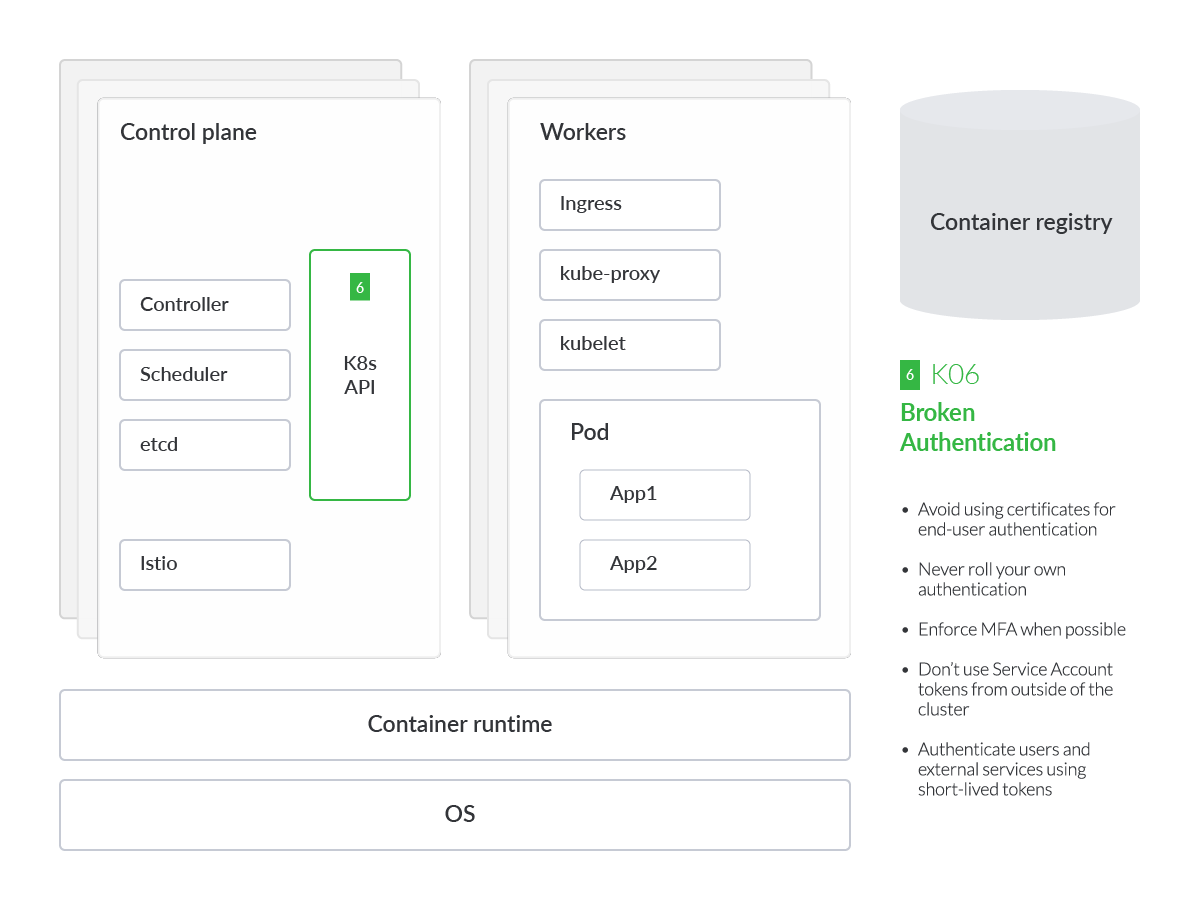 Control plane
Controller
Scheduler
etcd
Istio
6
K8s
API
Workers
Ingress
kube-proxy
kubelet
Pod
App1
App2
Container runtime
OS
Container registry
6 K06
Broken
Authentication
• Avoid using certificates for
end-user authentication
• Never roll your own
authentication
• Enforce MFA when possible
• Don’t use Service Account
tokens from outside of the
cluster
• Authenticate users and
external services using
short-lived tokens